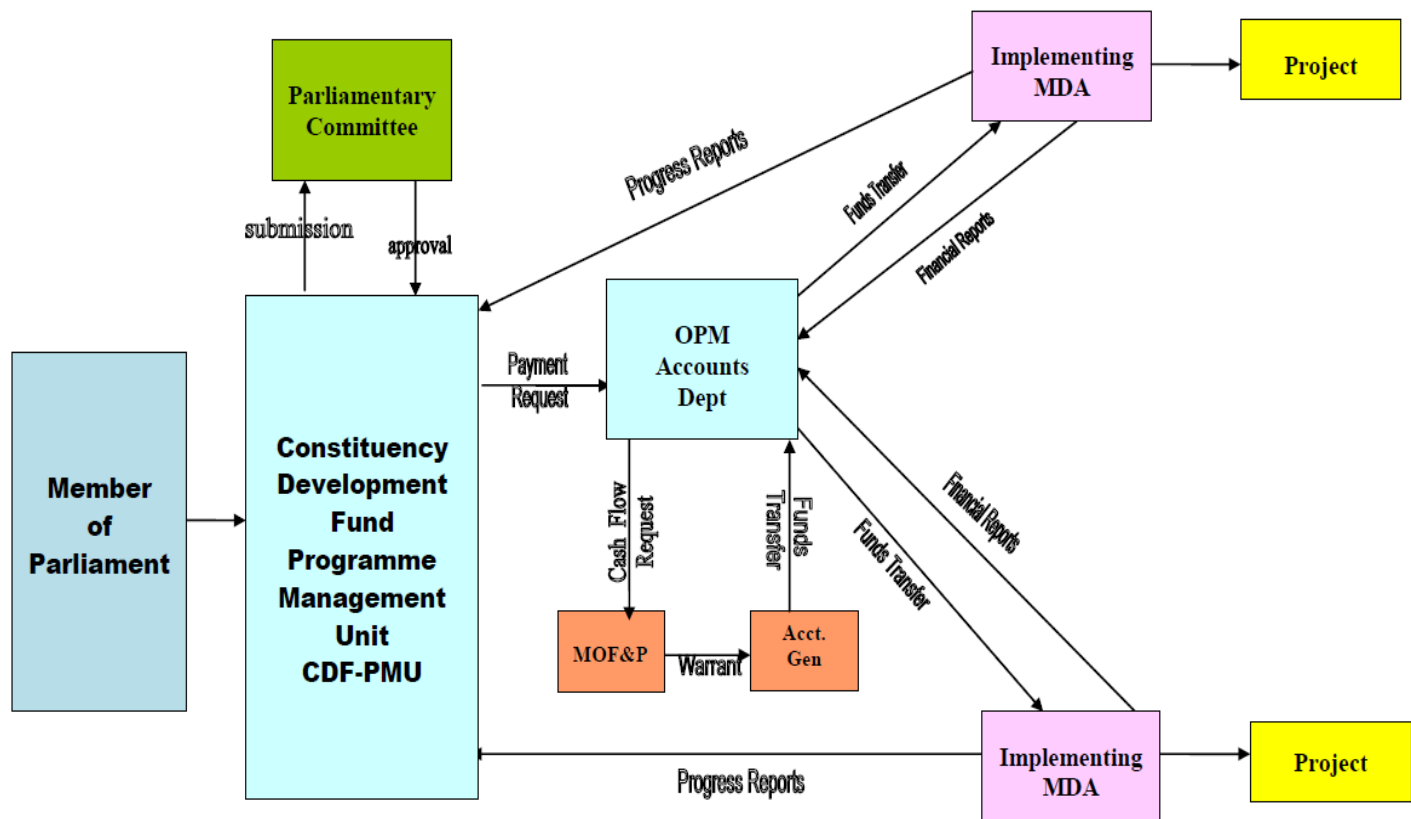 Parliamentary
Committee
Implementing
MDA
Project
Progress Reports
Funds Transfer
Financial Reports
submission
approval
Member
of
Parliament
Constituency
Development
Fund
Programme
Management
Unit
CDF-PMU
Payment
Request
OPM
Accounts
Dept
Cash Flow
Request
Funds
Transfer
MOF&P
Warrant
Acct.
Gen
Funds Transfer
Financial Reports
Progress Reports
Implementing
MDA
Project